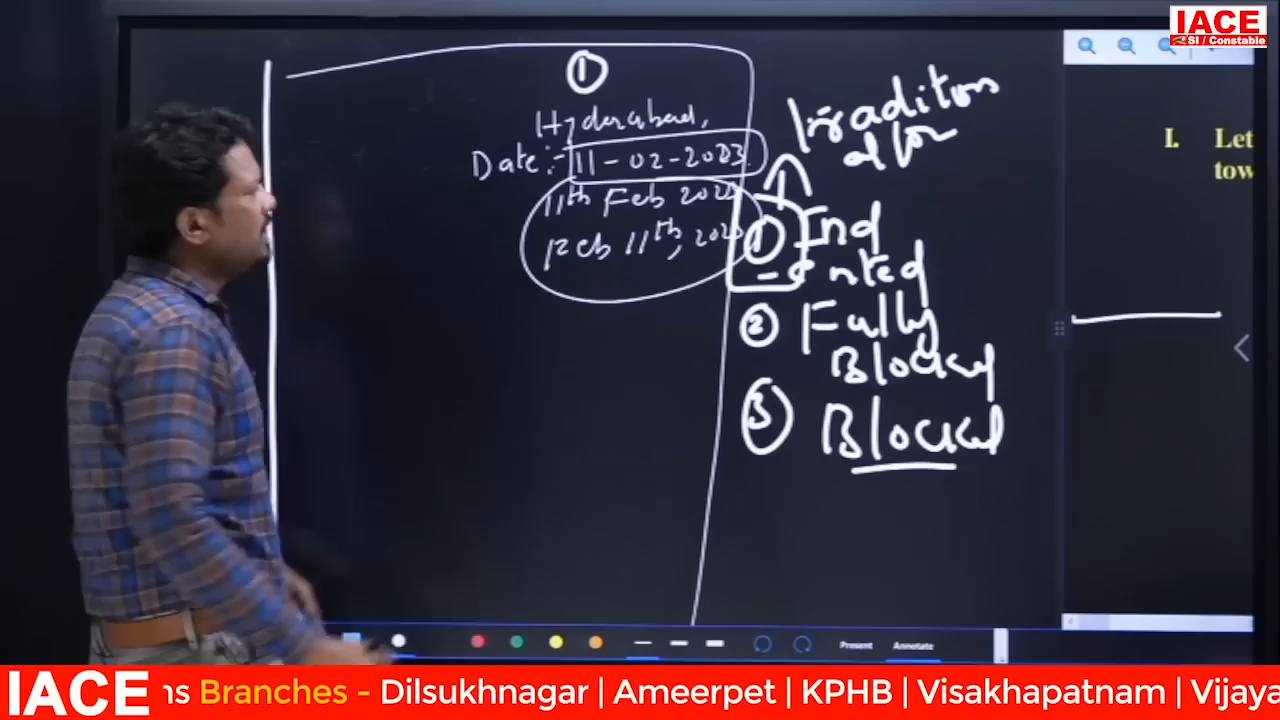 IACE
SI / Constable
①
Hyderabad,
Date :- 11-02-2023
11th Feb 2023
Feb 11th, 2023
① Ind
ented
② Fully
Blocked
③ Blocked
I. Let
tow
Present Annotate
IACE ns Branches - Dilsukhnagar | Ameerpet | KPHB | Visakhapatnam | Vijaya